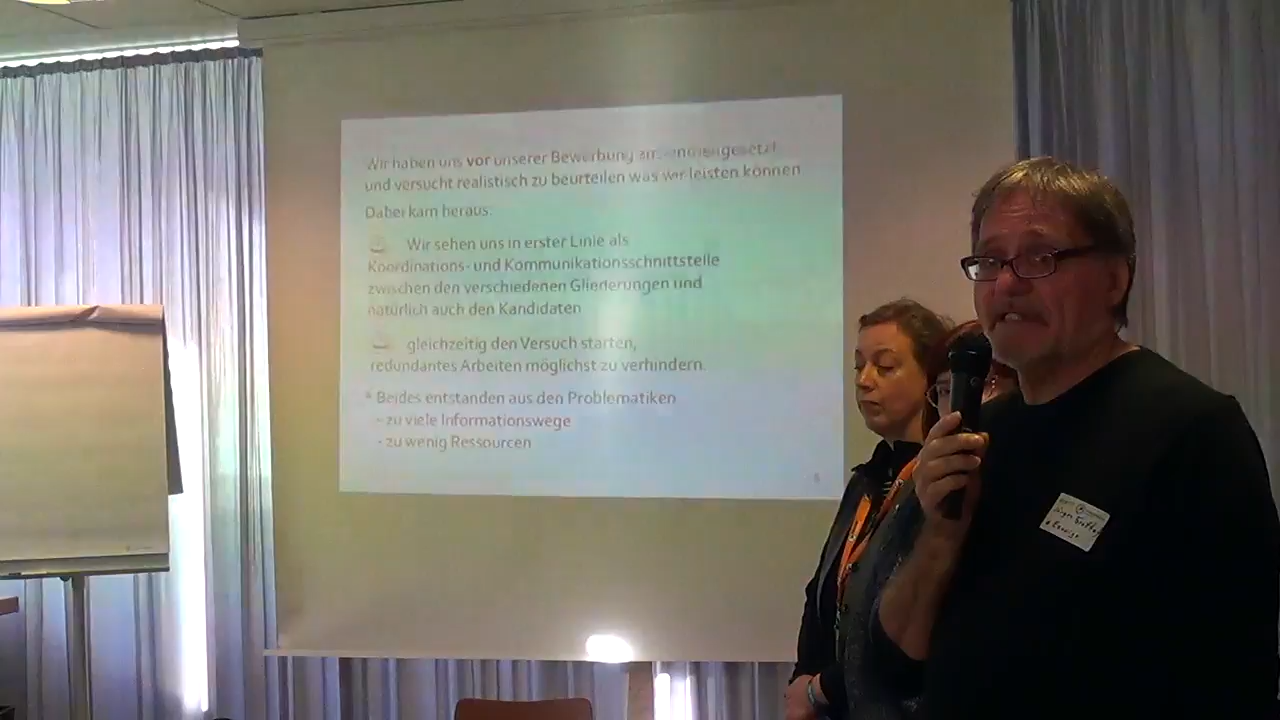 Wir haben uns vor unserer Bewerbung zusammengesetzt
und versucht realistisch zu beurteilen was wir leisten können
Dabei kam heraus:
Wir sehen uns in erster Linie als
Koordinations- und Kommunikationsschnittstelle
zwischen den verschiedenen Gliederungen und
natürlich auch den Kandidaten
gleichzeitig den Versuch starten,
redundantes Arbeiten möglichst zu verhindern.
* Beides entstanden aus den Problematiken
- zu viele Informationswege
- zu wenig Ressourcen